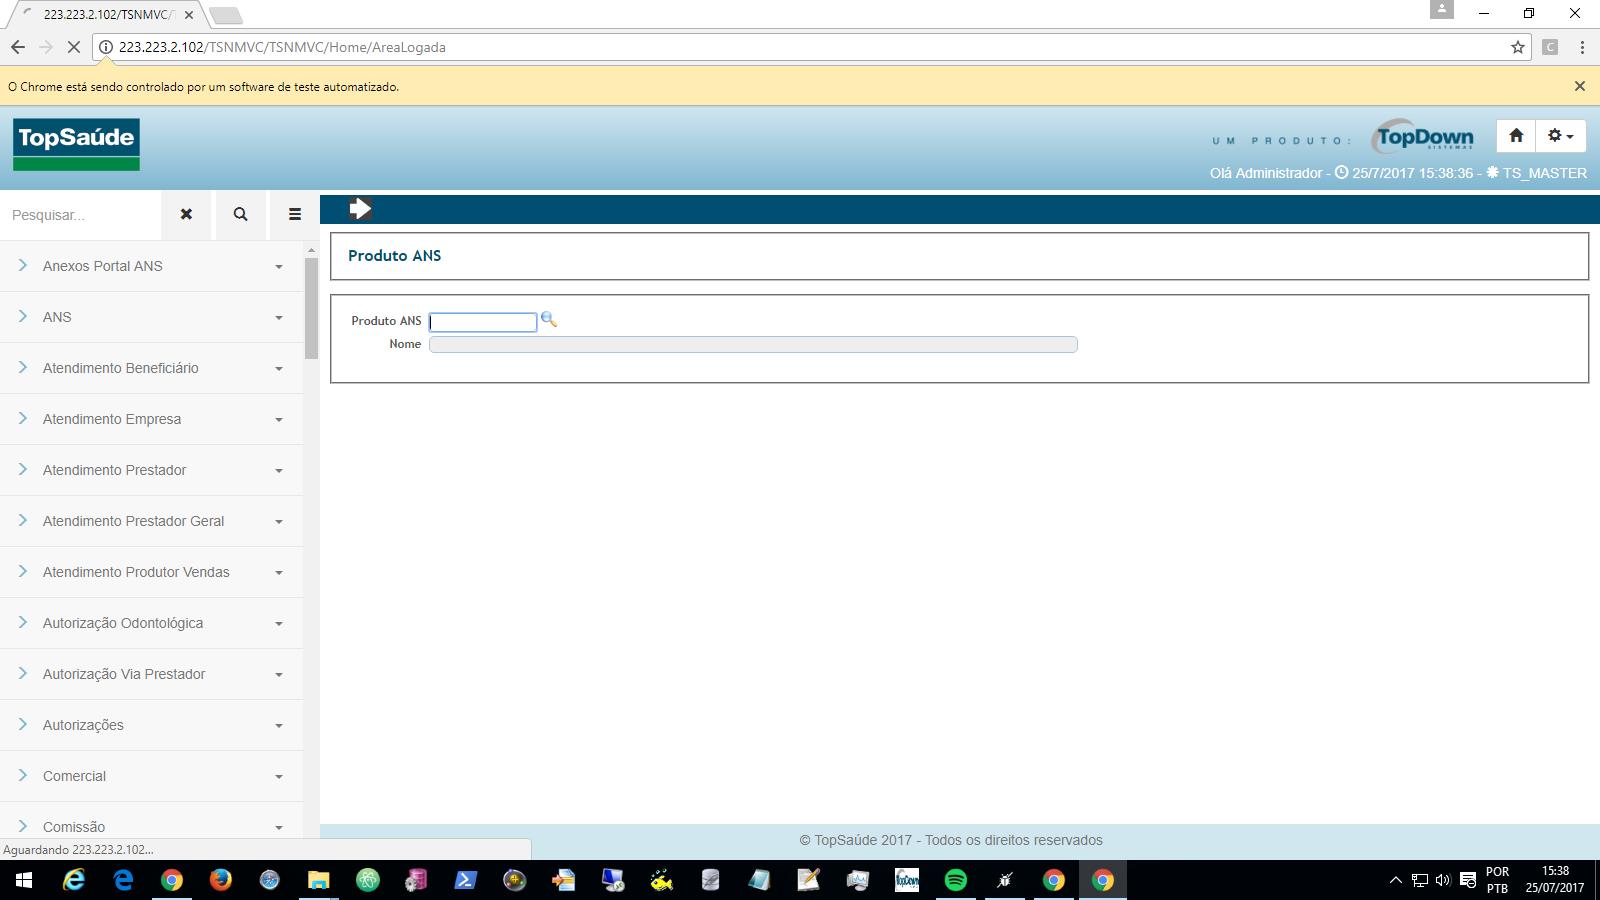 223.223.2.102/TSNMVC/T
223.223.2.102/TSNMVC/TSNMVC/Home/AreaLogada
C
O Chrome está sendo controlado por um software de teste automatizado.
TopSaúde
UM PRODUTO:
TopDown
SISTEMAS
Olá Administrador - 25/7/2017 15:38:36 - TS_MASTER
Pesquisar...
Anexos Portal ANS
ANS
Atendimento Beneficiário
Atendimento Empresa
Atendimento Prestador
Atendimento Prestador Geral
Atendimento Produtor Vendas
Autorização Odontológica
Autorização Via Prestador
Autorizações
Comercial
Comissão
Produto ANS
Produto ANS
Nome
© TopSaúde 2017 - Todos os direitos reservados
Aguardando 223.223.2.102...
TopDown
POR
PTB
15:38
25/07/2017